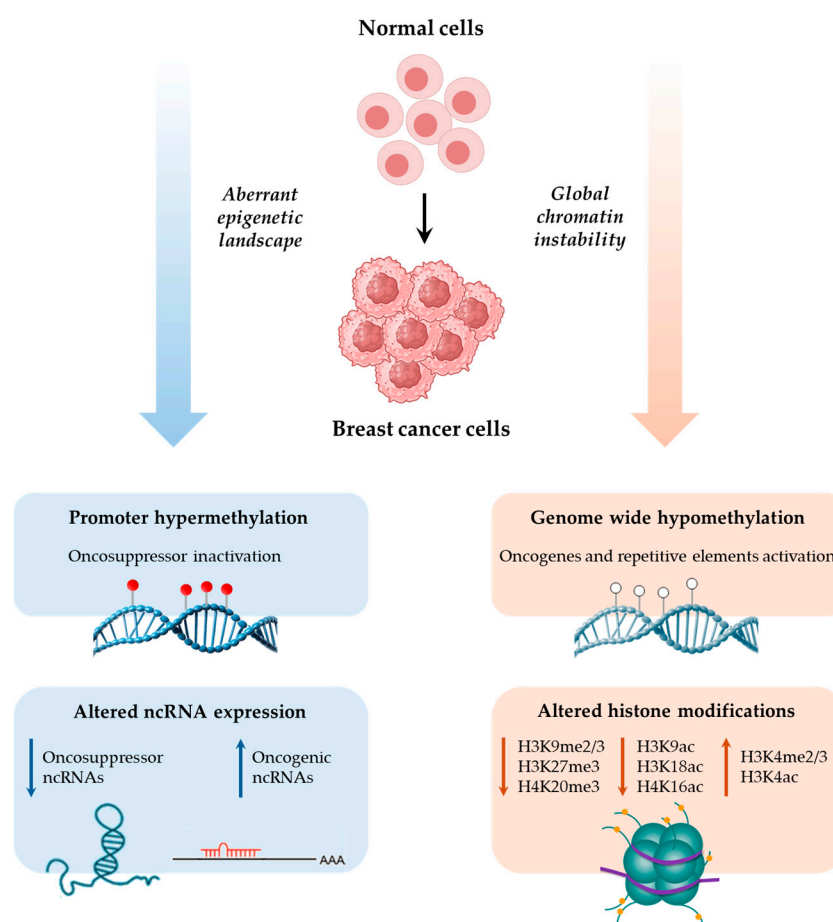 Normal cells
Aberrant
epigenetic
landscape
Global
chromatin
instability
Breast cancer cells
Promoter hypermethylation
Oncosuppressor inactivation
Genome wide hypomethylation
Oncogenes and repetitive elements activation
Altered ncRNA expression
Oncosuppressor
ncRNAs
Oncogenic
ncRNAs
AAA
Altered histone modifications
H3K9me2/3
H3K27me3
H4K20me3
H3K9ac
H3K18ac
H4K16ac
H3K4me2/3
H3K4ac